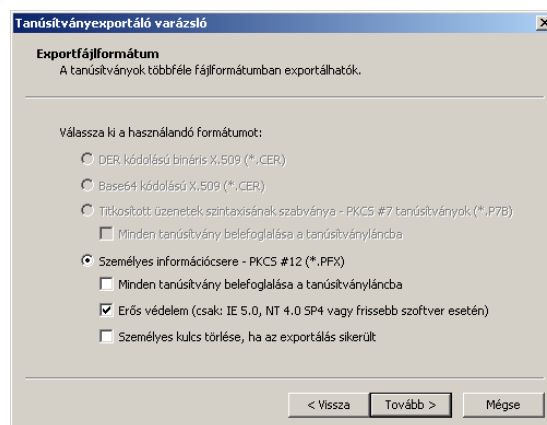 Tanúsítványexportáló varázsló
Exportfájlformátum
A tanúsítványok többféle fájlformátumban exportálhatók.
Válassza ki a használandó formátumot:
DER kódolású bináris X.509 (*.CER)
Base64 kódolású X.509 (*.CER)
Titkosított üzenetek szintaxisának szabványa - PKCS #7 tanúsítványok (*.P7B)
Minden tanúsítvány belefoglalása a tanúsítványláncba
Személyes információcsere - PKCS #12 (*.PFX)
Minden tanúsítvány belefoglalása a tanúsítványláncba
Erős védelem (csak: IE 5.0, NT 4.0 SP4 vagy frissebb szoftver esetén)
Személyes kulcs törlése, ha az exportálás sikerült
< Vissza Tovább > Mégse